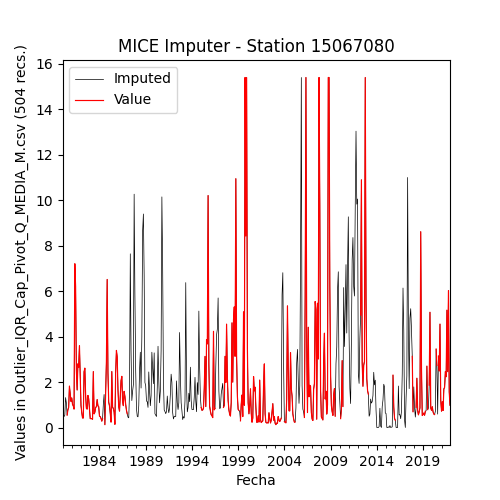 MICE Imputer - Station 15067080
Values in Outlier_IQR_Cap_Pivot_Q_MEDIA_M.csv (504 recs.)
16
14
12
10
8
6
4
2
0
Imputed
Value
1984 1989 1994 1999 2004 2009 2014 2019
Fecha